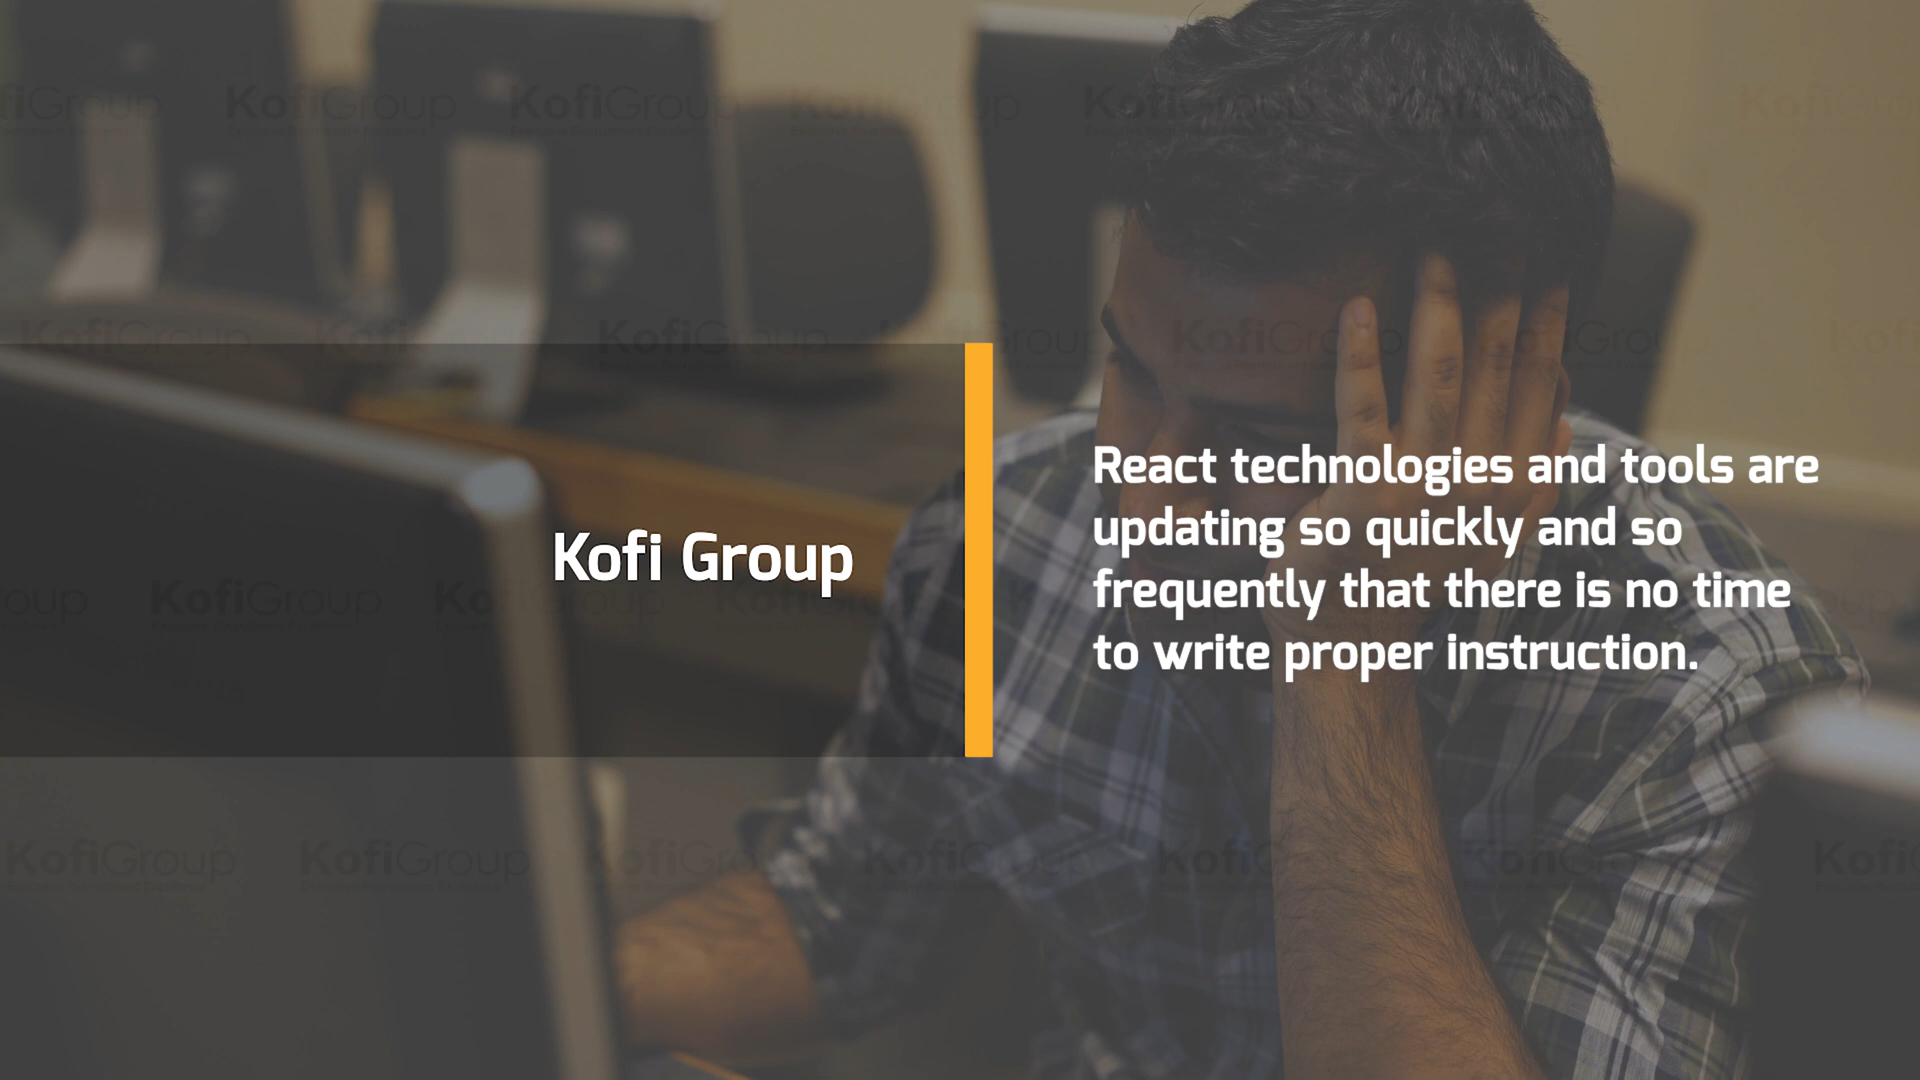 KofiGroup
Kofi Group
React technologies and tools are
updating so quickly and so
frequently that there is no time
to write proper instruction.